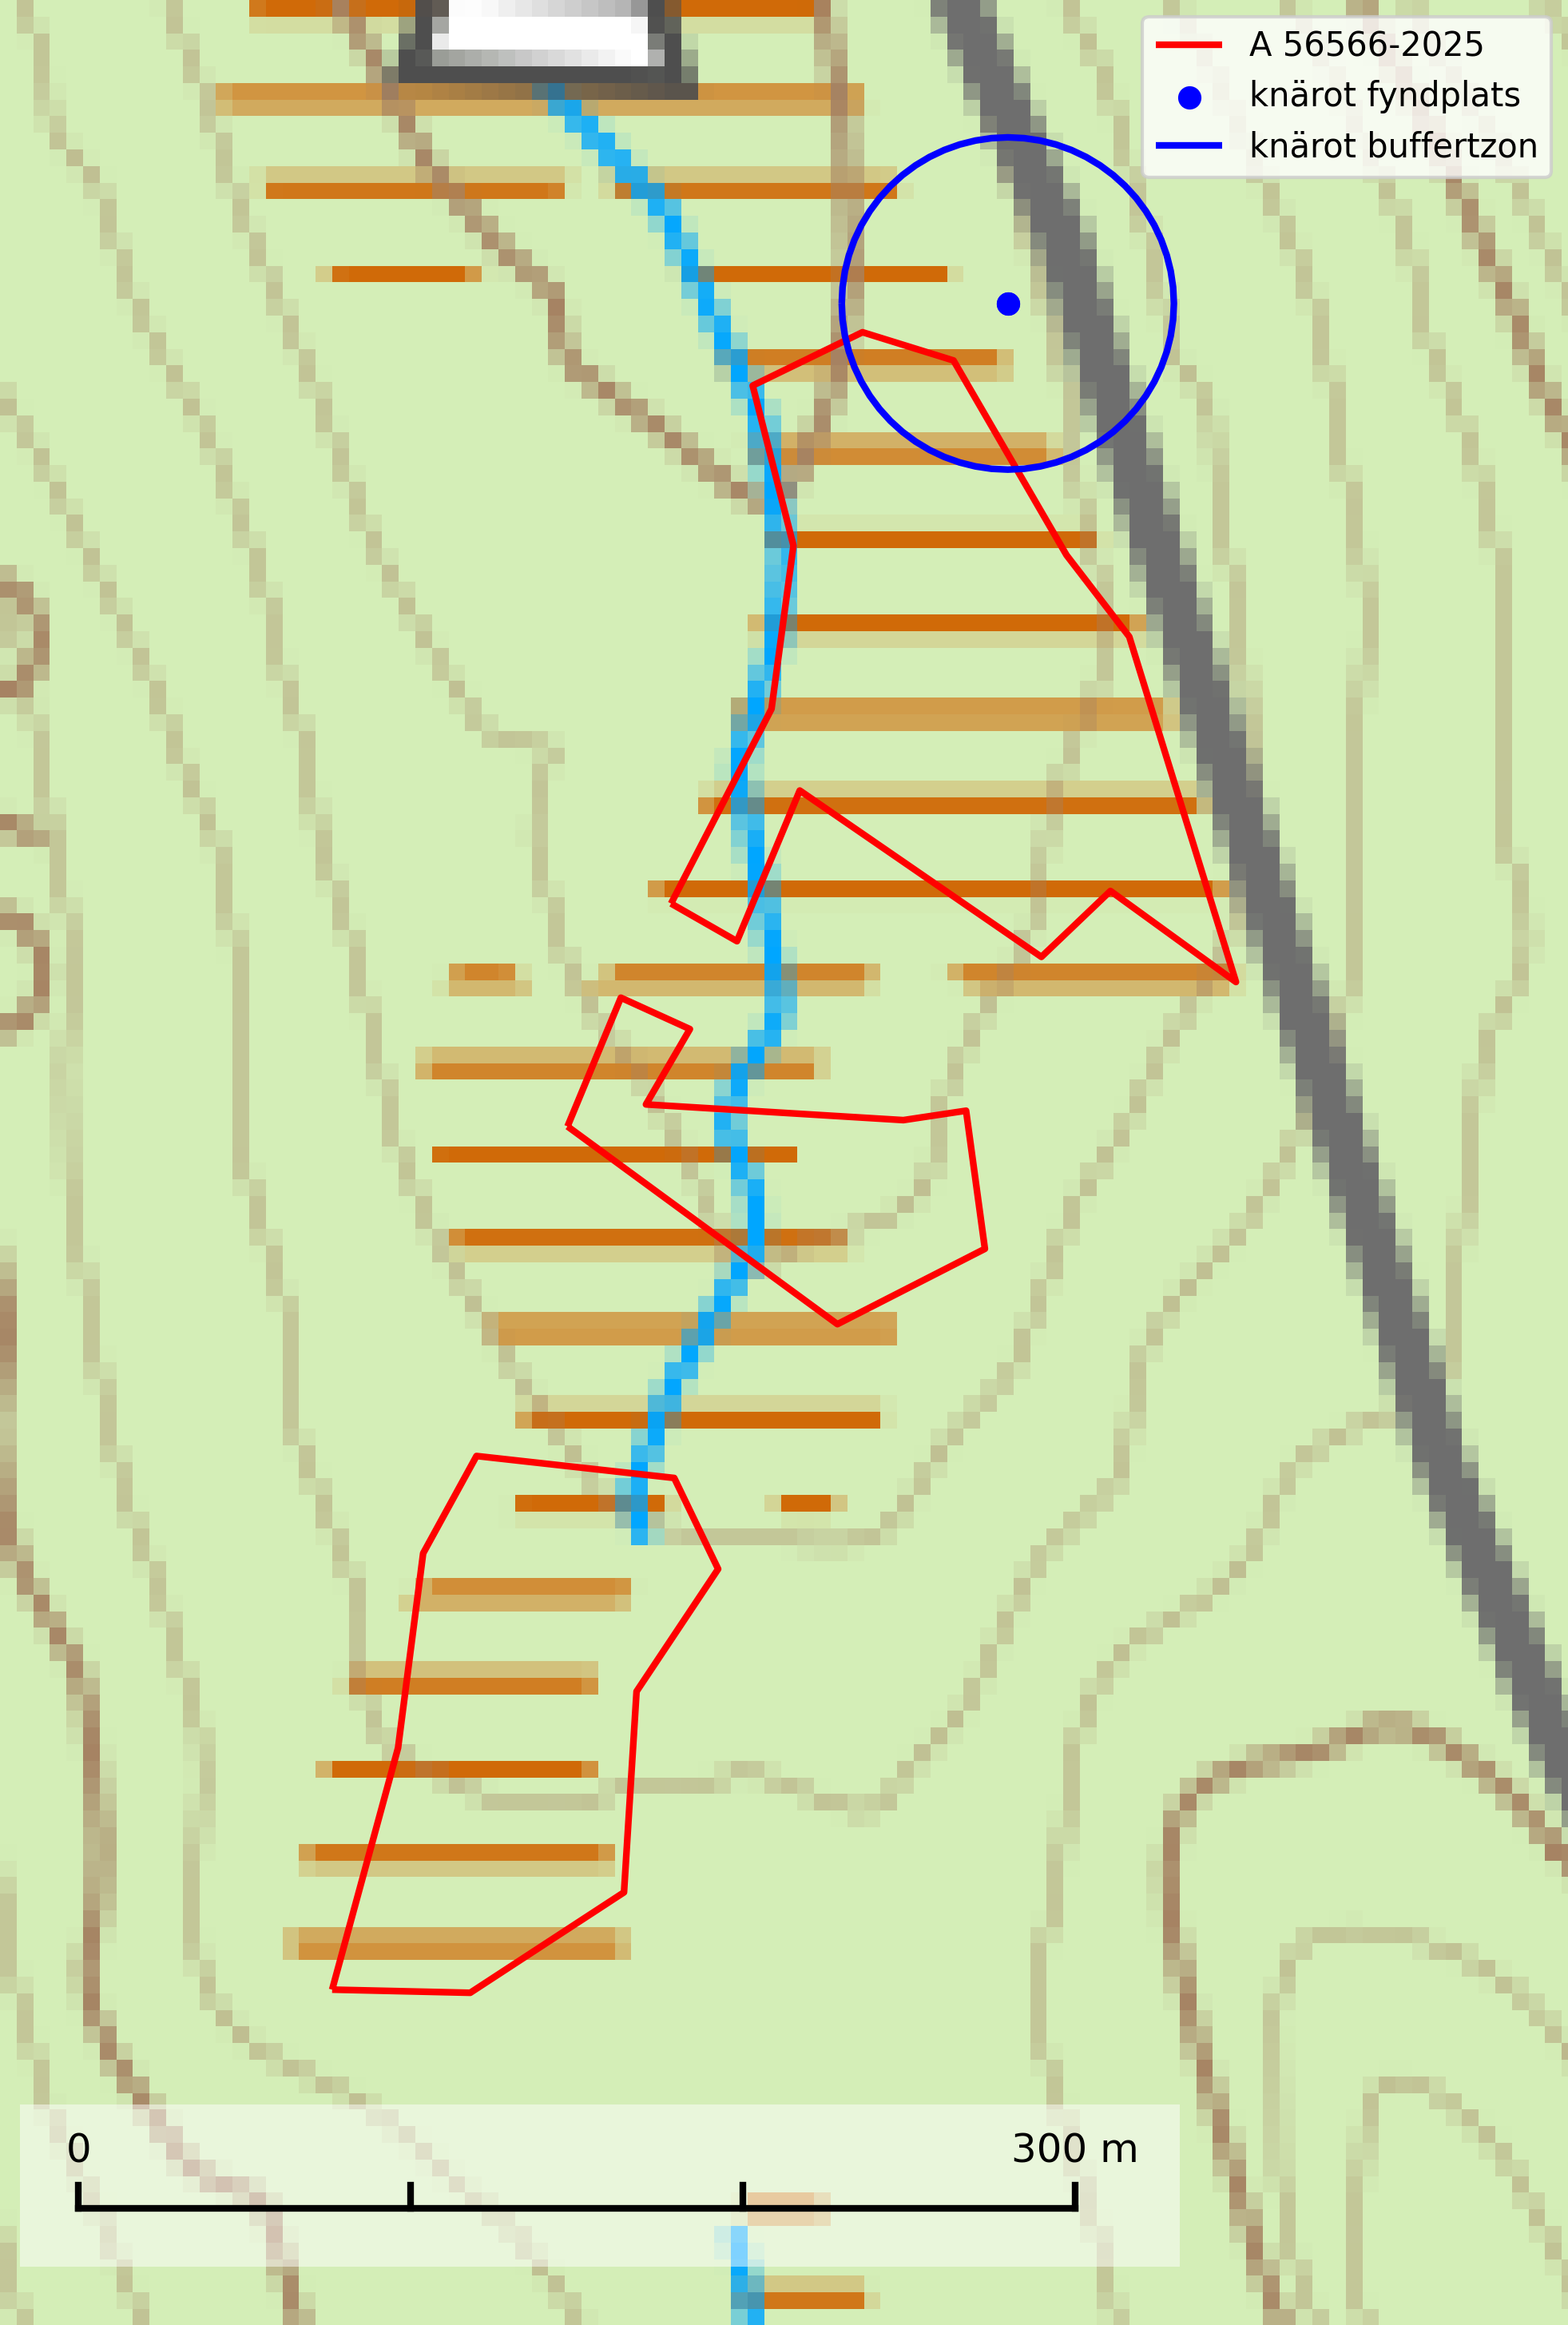 A 56566-2025
knärot fyndplats
knärot buffertzon
0
300 m